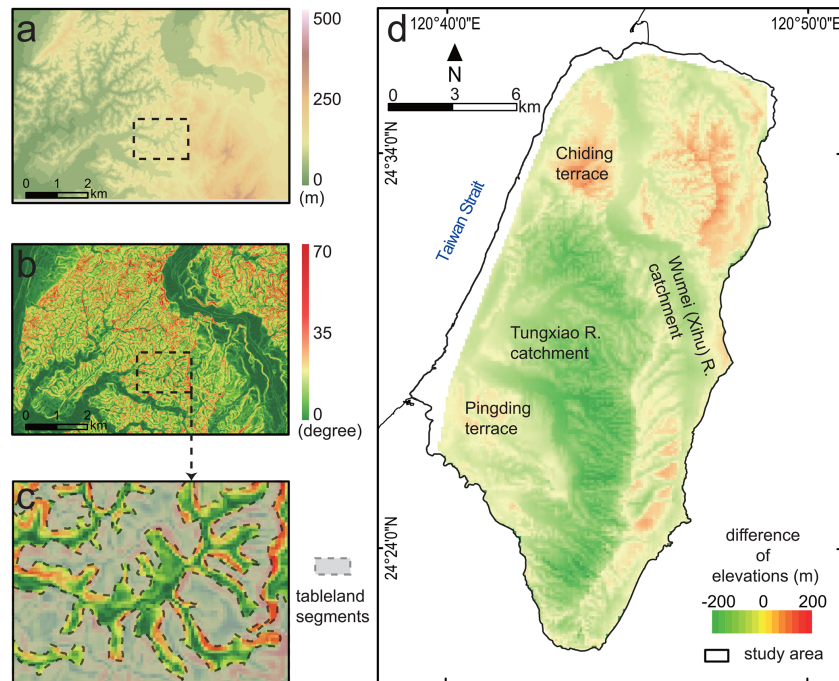 a
500
250
0
(m)
0 1 2
km
b
70
35
0
(degree)
0 1 2
km
c
tableland
segments
d
120°40'0"E
120°50'0"E
N
0 3 6
km
24°34'0"N
24°24'0"N
Taiwan Strait
Chiding
terrace
Wumei (Xihu) R.
catchment
Tungxiao R.
catchment
Pingding
terrace
difference
of
elevations (m)
-200 0 200
study area